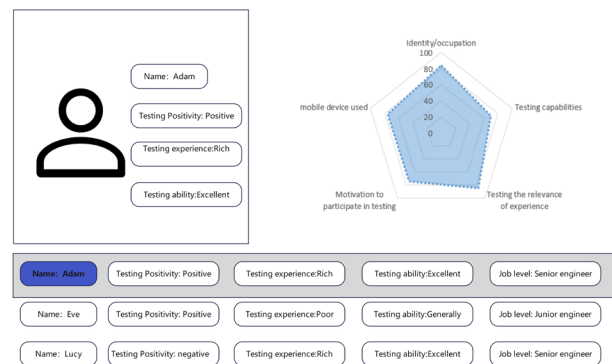 Name: Adam
Testing Positivity: Positive
Testing experience:Rich
Testing ability:Excellent
Identity/occupation
100
80
60
40
20
0
mobile device used
Testing capabilities
Motivation to
participate in testing
Testing the relevance
of experience
Name: Adam Testing Positivity: Positive Testing experience:Rich Testing ability:Excellent Job level: Senior engineer
Name: Eve Testing Positivity: Positive Testing experience:Poor Testing ability:Generally Job level: Junior engineer
Name: Lucy Testing Positivity: negative Testing experience:Rich Testing ability:Excellent Job level: Senior engineer